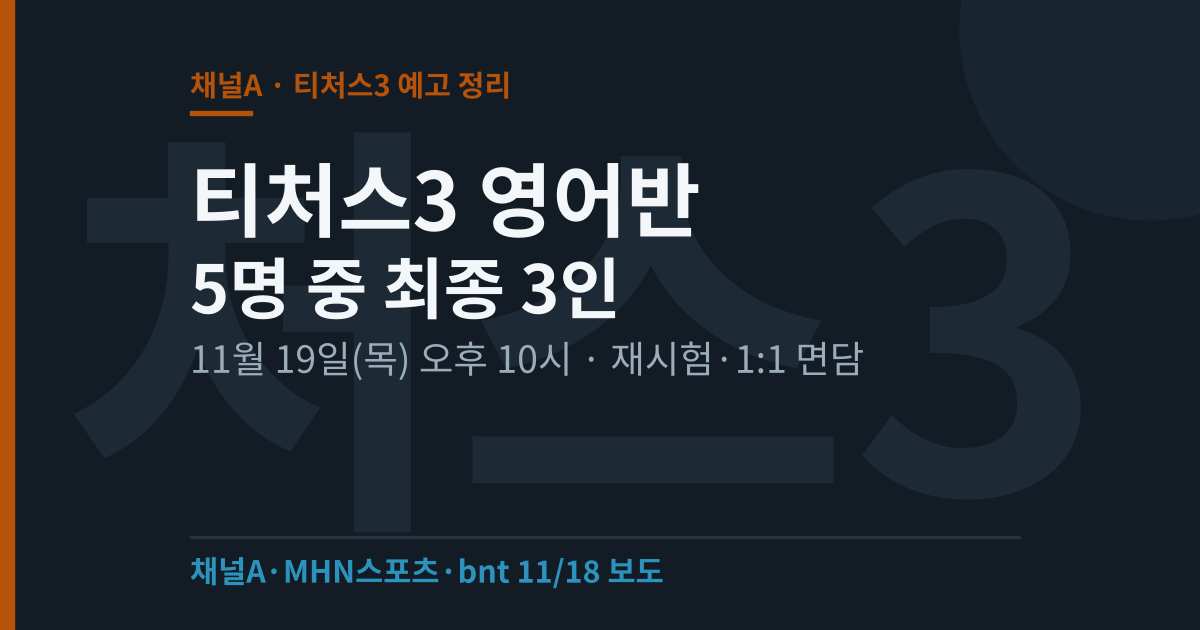 채널A · 티처스3 예고 정리
티처스3 영어반
5명 중 최종 3인
11월 19일(목) 오후 10시 · 재시험·1:1 면담
처스3
채널A·MHN스포츠·bnt 11/18 보도